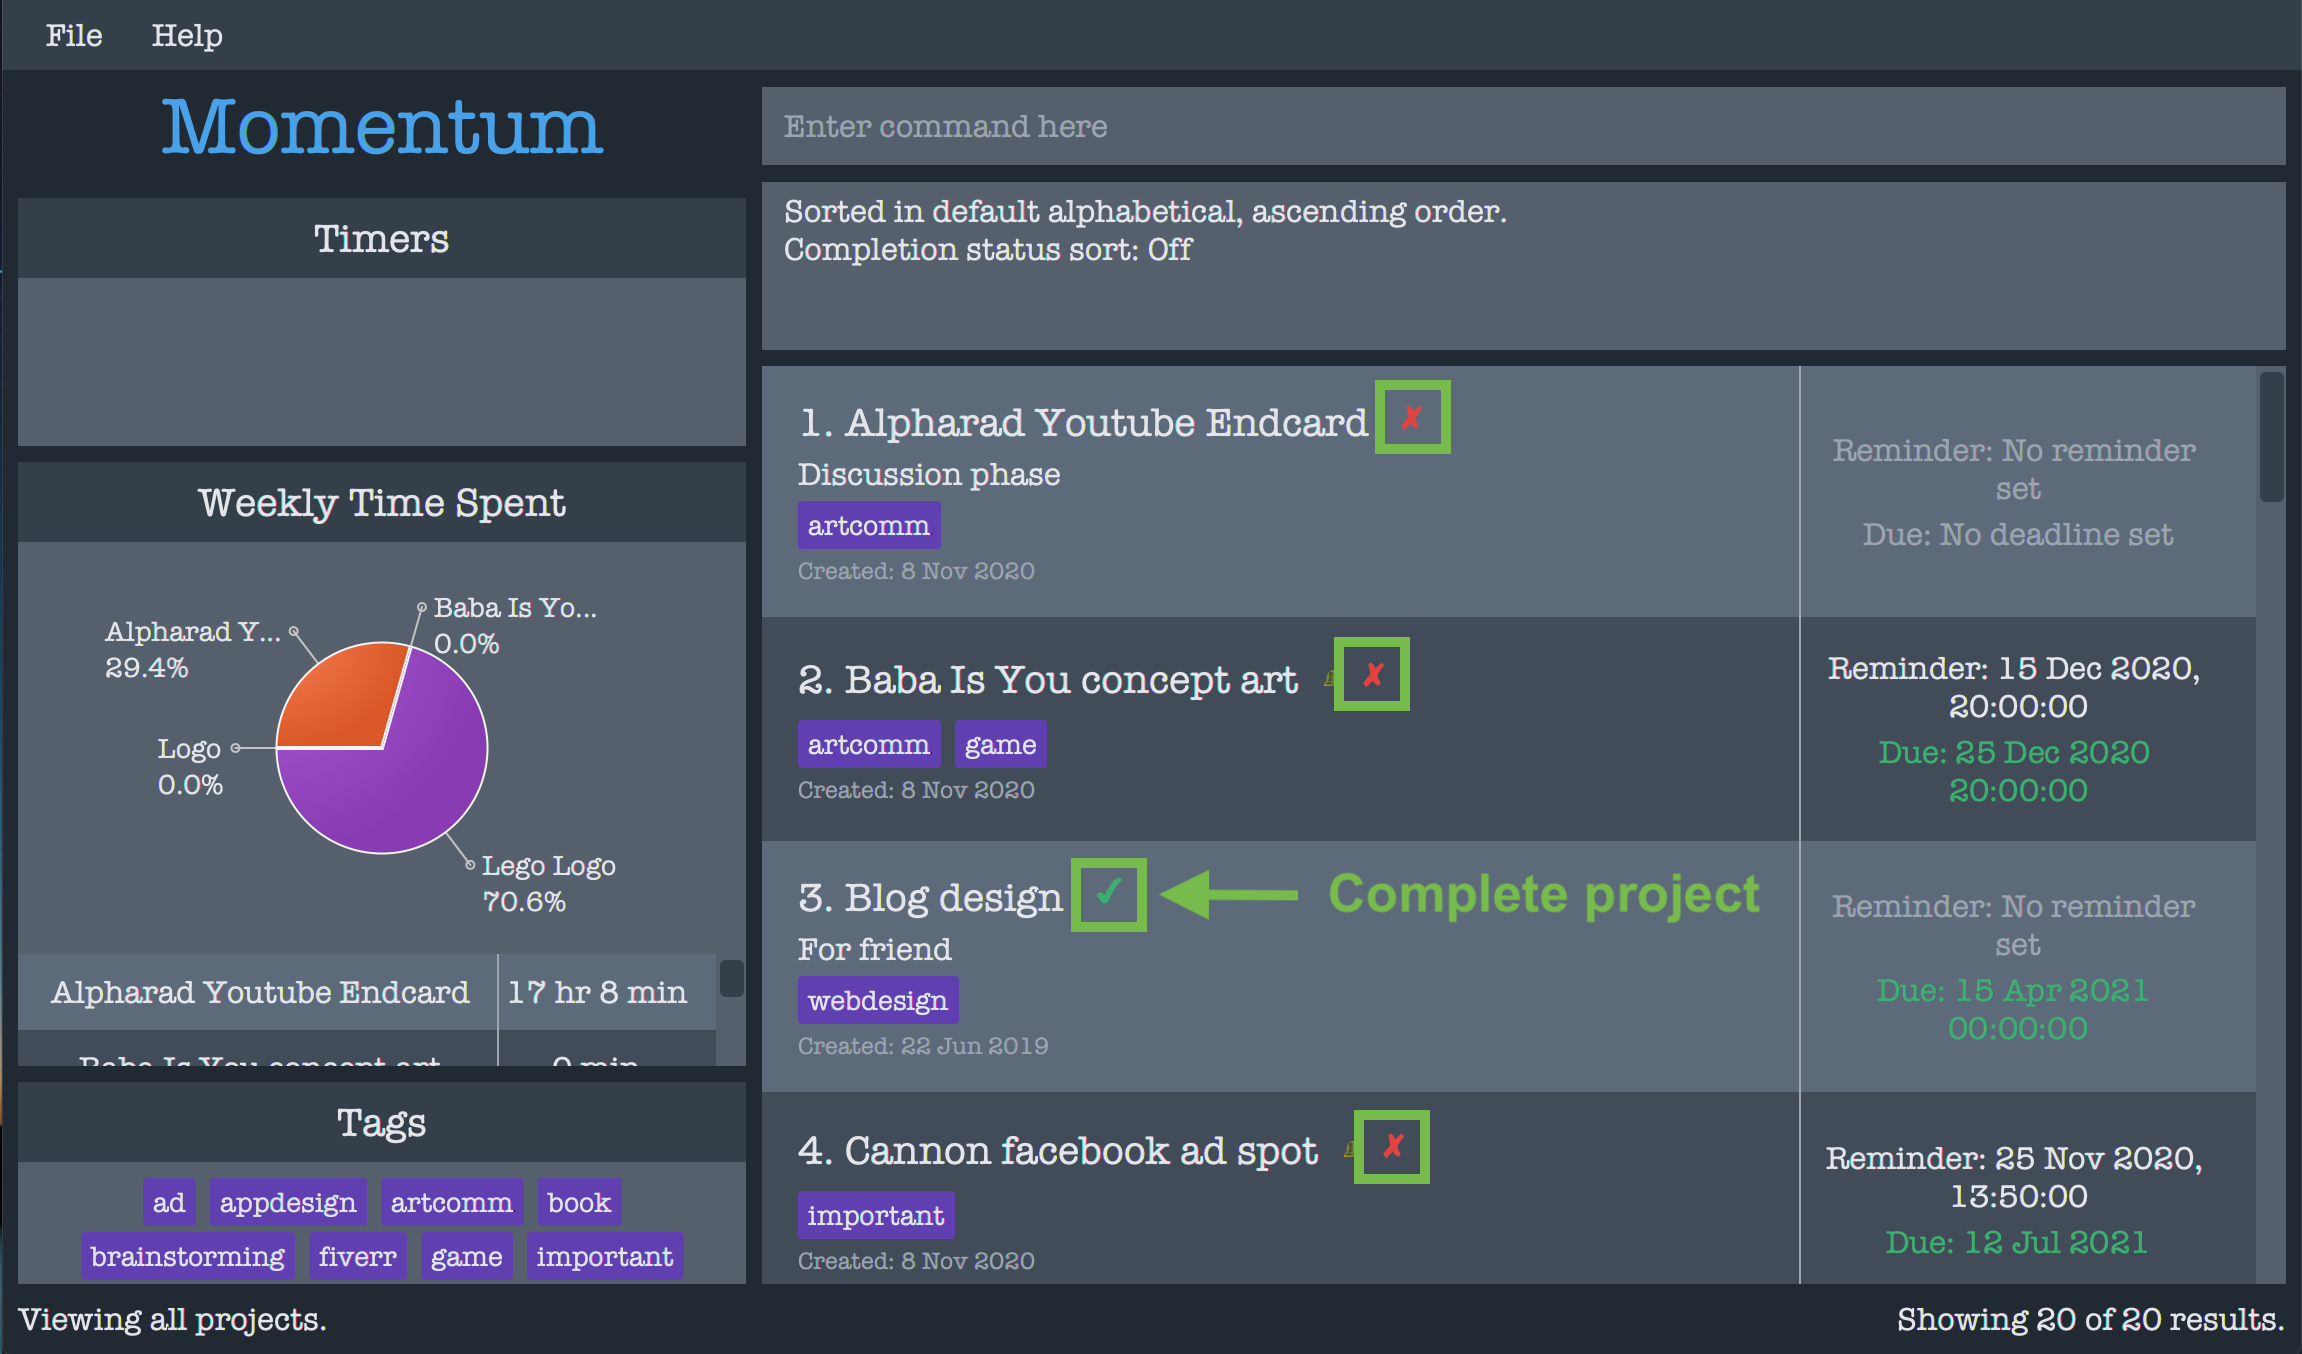 File Help
Momentum
Enter command here
Sorted in default alphabetical, ascending order.
Completion status sort: Off
Timers
Weekly Time Spent
Baba Is Yo...
0.0%
Alpharad Y...
29.4%
Logo
0.0%
Lego Logo
70.6%
Alpharad Youtube Endcard 17 hr 8 min
Baba Is You concept art 0 min
Tags
ad appdesign artcomm book
brainstorming fiverr game important
1. Alpharad Youtube Endcard ✗
Discussion phase
artcomm
Created: 8 Nov 2020
Reminder: No reminder
set
Due: No deadline set
2. Baba Is You concept art ✗
artcomm game
Created: 8 Nov 2020
Reminder: 15 Dec 2020,
20:00:00
Due: 25 Dec 2020
20:00:00
3. Blog design ✓ Complete project
For friend
webdesign
Created: 22 Jun 2019
Reminder: No reminder
set
Due: 15 Apr 2021
00:00:00
4. Cannon facebook ad spot ✗
important
Created: 8 Nov 2020
Reminder: 25 Nov 2020,
13:50:00
Due: 12 Jul 2021
Viewing all projects.
Showing 20 of 20 results.